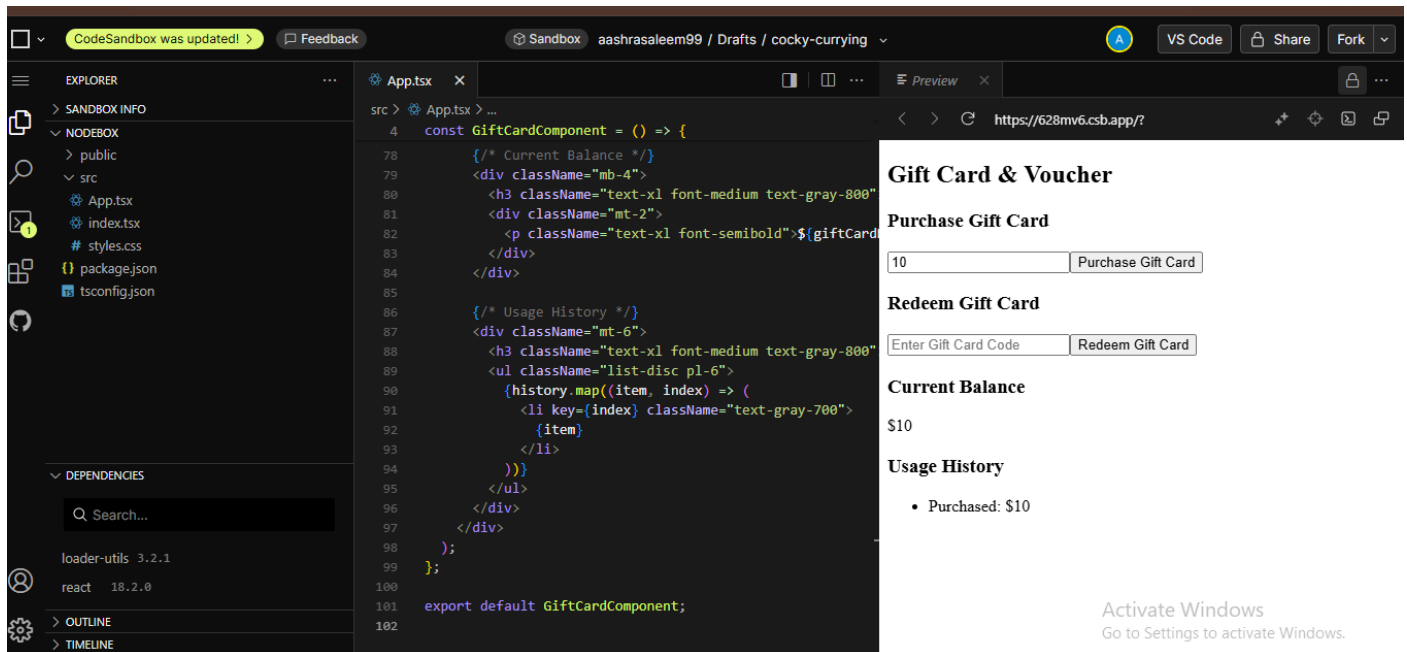 CodeSandbox was updated! >
Feedback
Sandbox aashrasaleem99 / Drafts / cocky-currying
A
VS Code
Share
Fork
EXPLORER
SANDBOX INFO
NODEBOX
public
src
App.tsx
index.tsx
# styles.css
{} package.json
TS tsconfig.json
1
DEPENDENCIES
Search...
loader-utils 3.2.1
react 18.2.0
OUTLINE
TIMELINE
App.tsx
src > App.tsx > ...
4 const GiftCardComponent = () => {
78 {/* Current Balance */}
79 <div className="mb-4">
80 <h3 className="text-xl font-medium text-gray-800"
81 <div className="mt-2">
82 <p className="text-xl font-semibold">${giftCard
83 </div>
84 </div>
85
86 {/* Usage History */}
87 <div className="mt-6">
88 <h3 className="text-xl font-medium text-gray-800"
89 <ul className="list-disc pl-6">
90 {history.map((item, index) => (
91 <li key={index} className="text-gray-700">
92 {item}
93 </li>
94 ))}
95 </ul>
96 </div>
97 </div>
98 );
99 };
100
101 export default GiftCardComponent;
102
Preview
https://628mv6.csb.app/?
Gift Card & Voucher
Purchase Gift Card
10 Purchase Gift Card
Redeem Gift Card
Enter Gift Card Code Redeem Gift Card
Current Balance
$10
Usage History
• Purchased: $10
Activate Windows
Go to Settings to activate Windows.